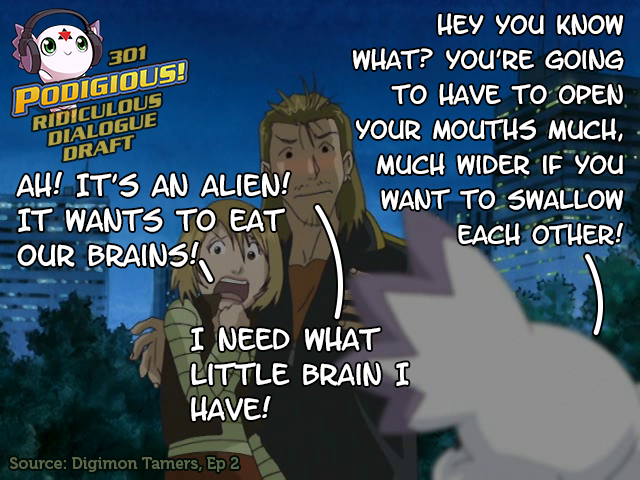 301
PODIGIOUS!
RIDICULOUS
DIALOGUE
DRAFT
HEY YOU KNOW
WHAT? YOU'RE GOING
TO HAVE TO OPEN
YOUR MOUTHS MUCH,
MUCH WIDER IF YOU
WANT TO SWALLOW
EACH OTHER!
AH! IT'S AN ALIEN!
IT WANTS TO EAT
OUR BRAINS!
I NEED WHAT
LITTLE BRAIN I
HAVE!
Source: Digimon Tamers, Ep 2